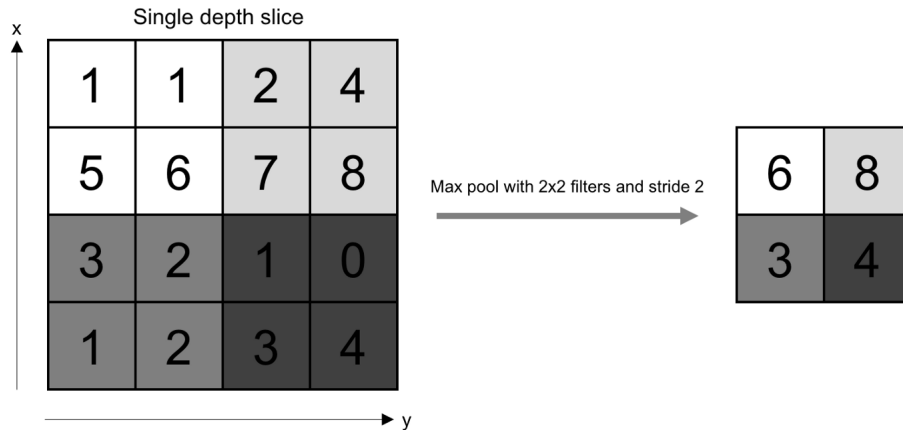 Single depth slice
x
1 1 2 4
5 6 7 8
3 2 1 0
1 2 3 4
y
Max pool with 2x2 filters and stride 2
6 8
3 4